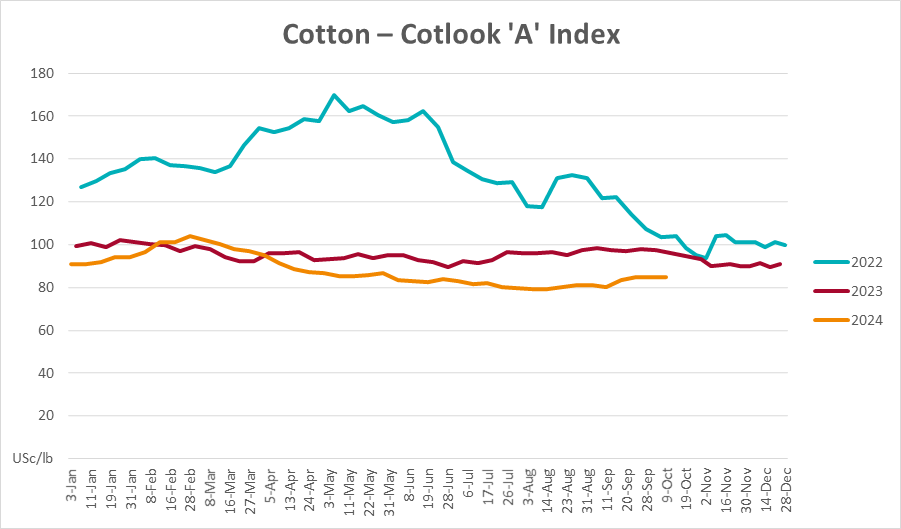 Cotton – Cotlook 'A' Index
180
160
140
120
100
80
60
40
20
USc/lb
3-Jan
11-Jan
19-Jan
31-Jan
8-Feb
16-Feb
28-Feb
8-Mar
16-Mar
27-Mar
5-Apr
13-Apr
24-Apr
3-May
11-May
22-May
31-May
8-Jun
19-Jun
28-Jun
6-Jul
17-Jul
26-Jul
3-Aug
14-Aug
23-Aug
31-Aug
11-Sep
20-Sep
28-Sep
9-Oct
19-Oct
2-Nov
16-Nov
30-Nov
14-Dec
28-Dec
2022
2023
2024